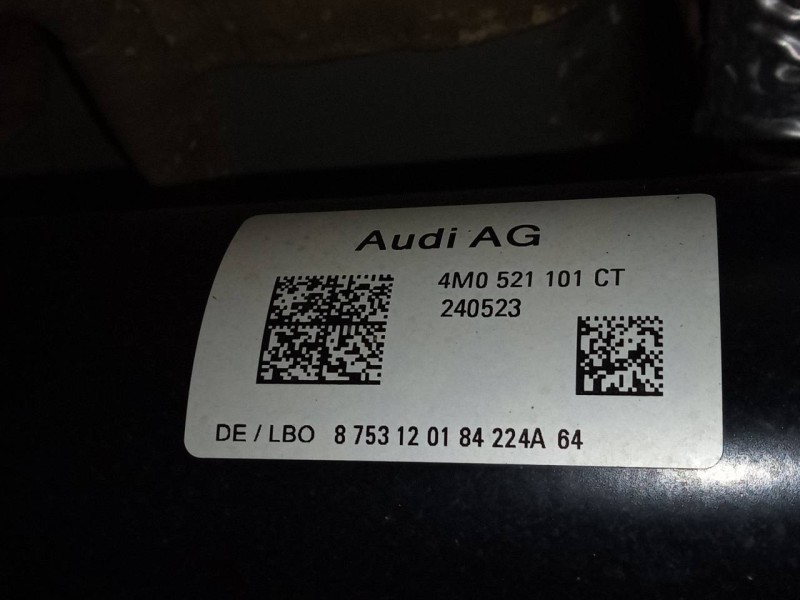 Audi AG
4M0 521 101 CT
240523
DE / LBO 8 753 12 01 84 224A 64